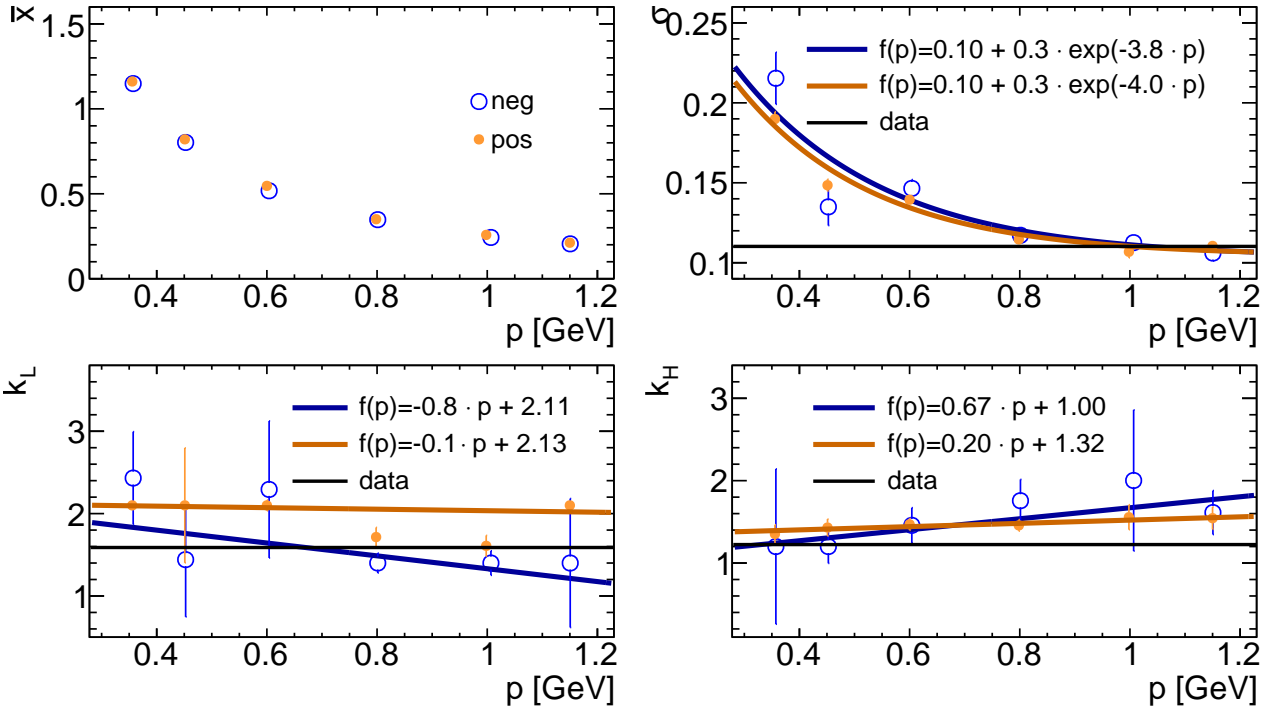 x̅
1.5
1
0.5
0
neg
pos
0.4 0.6 0.8 1 1.2
p [GeV]
σ
0.25
0.2
0.15
0.1
f(p)=0.10 + 0.3 · exp(-3.8 · p)
f(p)=0.10 + 0.3 · exp(-4.0 · p)
data
0.4 0.6 0.8 1 1.2
p [GeV]
k_L
3
2
1
f(p)=-0.8 · p + 2.11
f(p)=-0.1 · p + 2.13
data
0.4 0.6 0.8 1 1.2
p [GeV]
k_H
3
2
1
f(p)=0.67 · p + 1.00
f(p)=0.20 · p + 1.32
data
0.4 0.6 0.8 1 1.2
p [GeV]